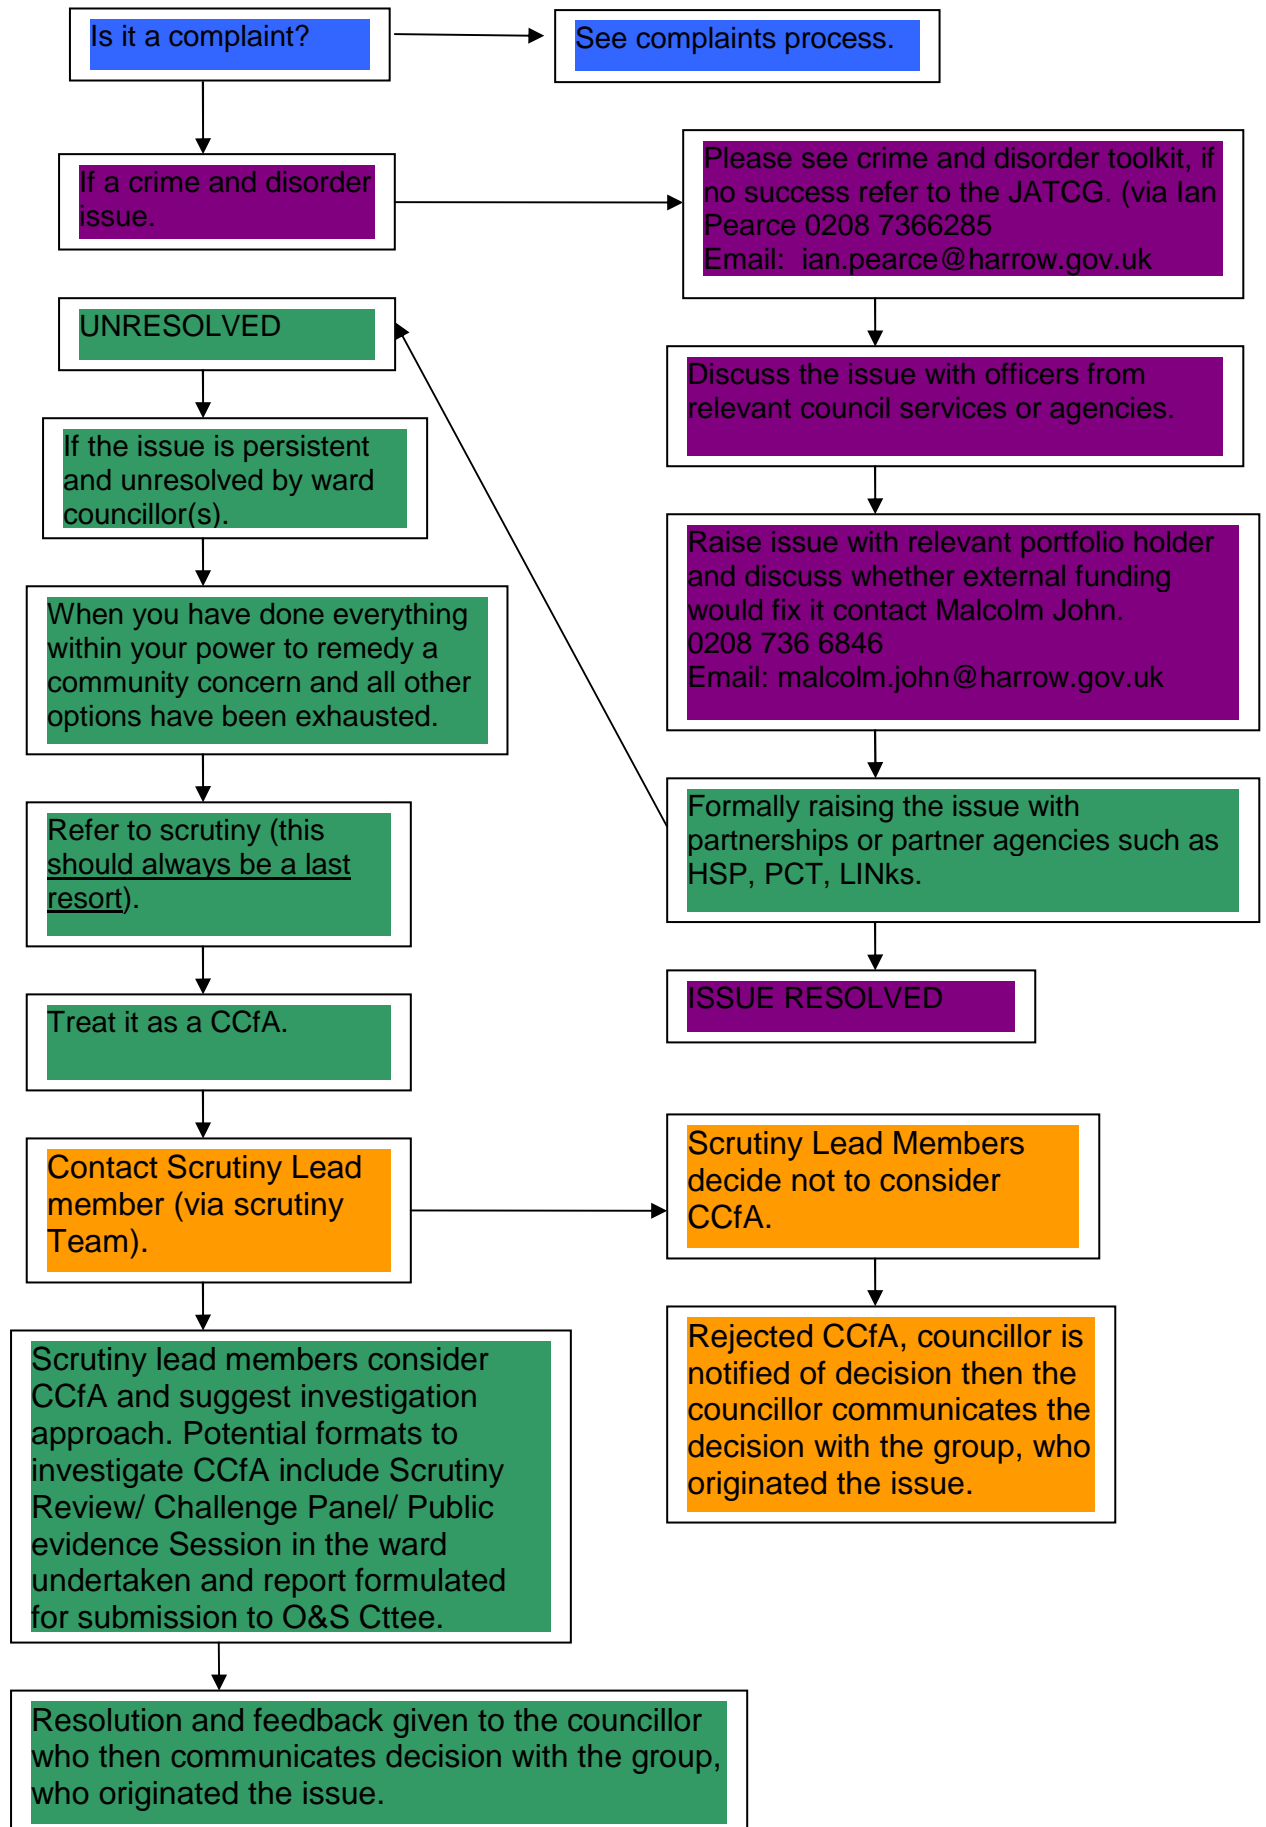 Is it a complaint?
See complaints process.
If a crime and disorder
issue.
Please see crime and disorder toolkit, if
no success refer to the JATCG. (via Ian
Pearce 0208 7366285
Email:  ian.pearce@harrow.gov.uk
UNRESOLVED
Discuss the issue with officers from
relevant council services or agencies.
If the issue is persistent
and unresolved by ward
councillor(s).
Raise issue with relevant portfolio holder
and discuss whether external funding
would fix it contact Malcolm John.
0208 736 6846
Email: malcolm.john@harrow.gov.uk
When you have done everything
within your power to remedy a
community concern and all other
options have been exhausted.
Formally raising the issue with
partnerships or partner agencies such as
HSP, PCT, LINks.
Refer to scrutiny (this
should always be a last
resort).
ISSUE RESOLVED
Treat it as a CCfA.
Contact Scrutiny Lead
member (via scrutiny
Team).
Scrutiny Lead Members
decide not to consider
CCfA.
Rejected CCfA, councillor is
notified of decision then the
councillor communicates the
decision with the group, who
originated the issue.
Scrutiny lead members consider
CCfA and suggest investigation
approach. Potential formats to
investigate CCfA include Scrutiny
Review/ Challenge Panel/ Public
evidence Session in the ward
undertaken and report formulated
for submission to O&S Cttee.
Resolution and feedback given to the councillor
who then communicates decision with the group,
who originated the issue.